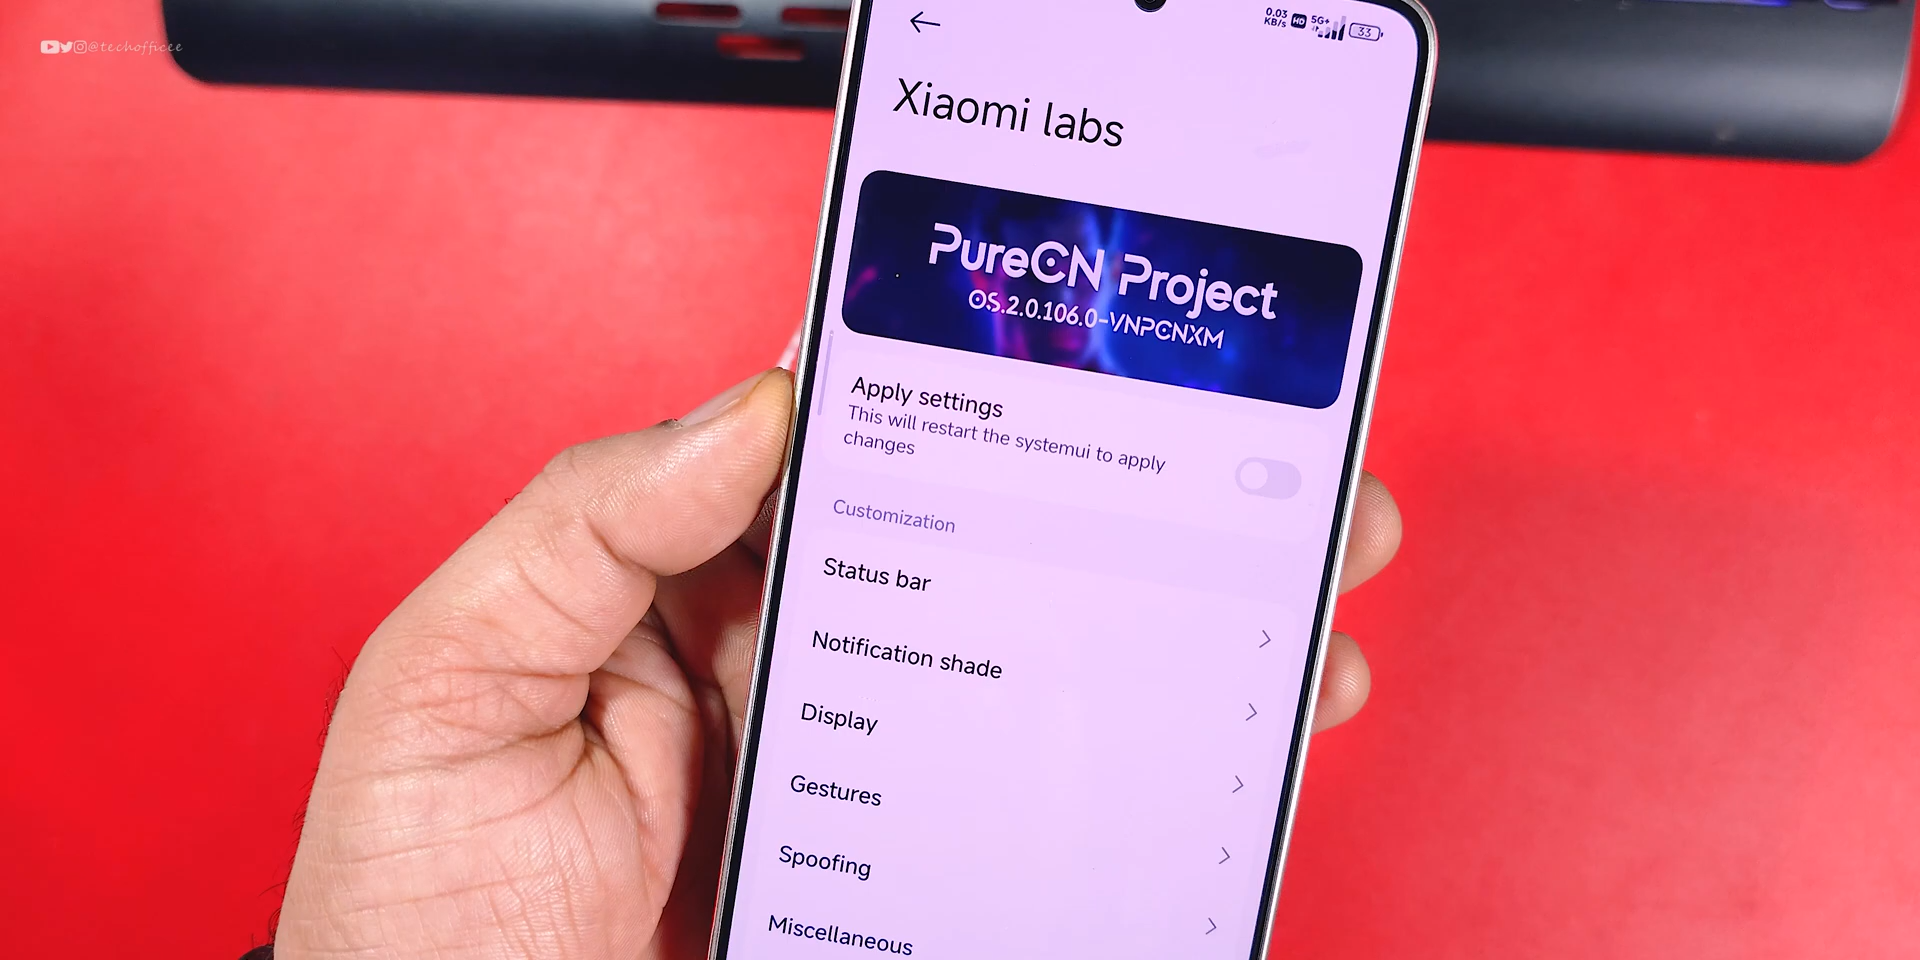 @techofficee
0.03
KB/s
HD
5G+
33
Xiaomi labs
PureCN Project
OS.2.0.106.0-VNPCNXM
Apply settings
This will restart the systemui to apply
changes
Customization
Status bar
Notification shade
Display
Gestures
Spoofing
Miscellaneous